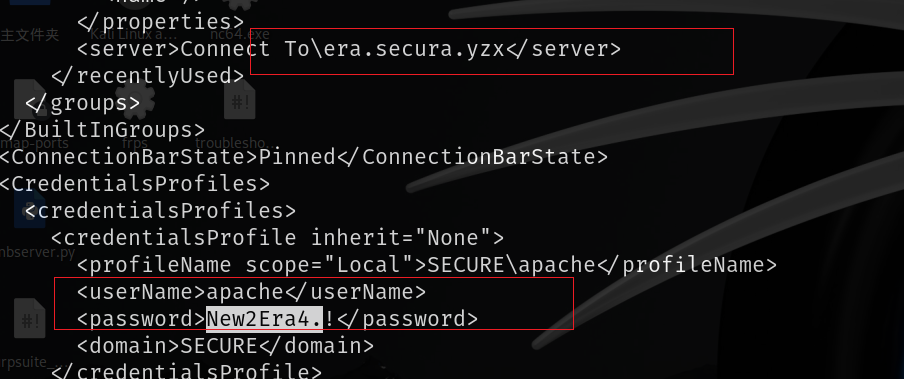 </properties>
主文件夹
Kali Linux a...
nc64.exe
<server>Connect To\era.secura.yzx</server>
</recentlyUsed>
</groups>
map-ports
frps
troublesho...
</BuiltInGroups>
<ConnectionBarState>Pinned</ConnectionBarState>
<CredentialsProfiles>
<credentialsProfiles>
<credentialsProfile inherit="None">
mbserver.py
<profileName scope="Local">SECURE\apache</profileName>
<userName>apache</userName>
<password>New2Era4.!</password>
<domain>SECURE</domain>
rpsuite_...
</credentialsProfile>